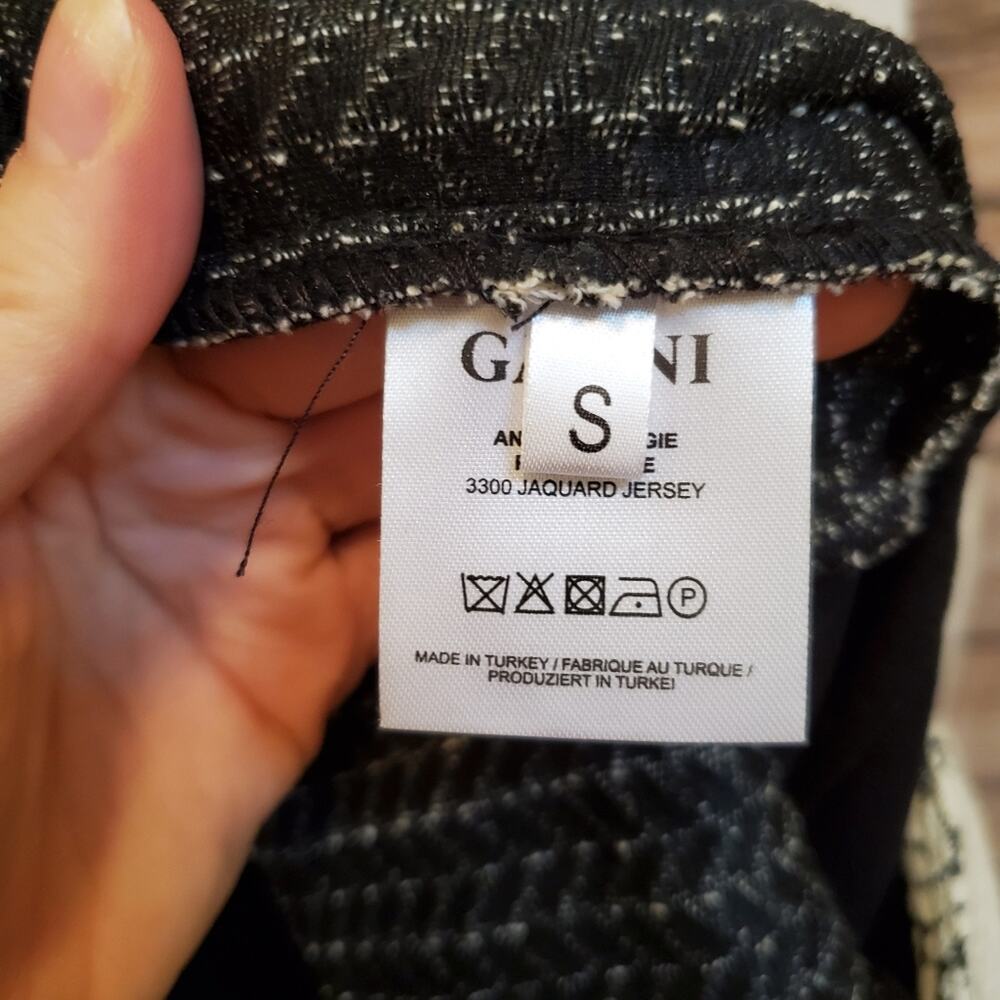 S
3300 JAQUARD JERSEY
P
MADE IN TURKEY / FABRIQUE AU TURQUE /
PRODUZIERT IN TURKEI